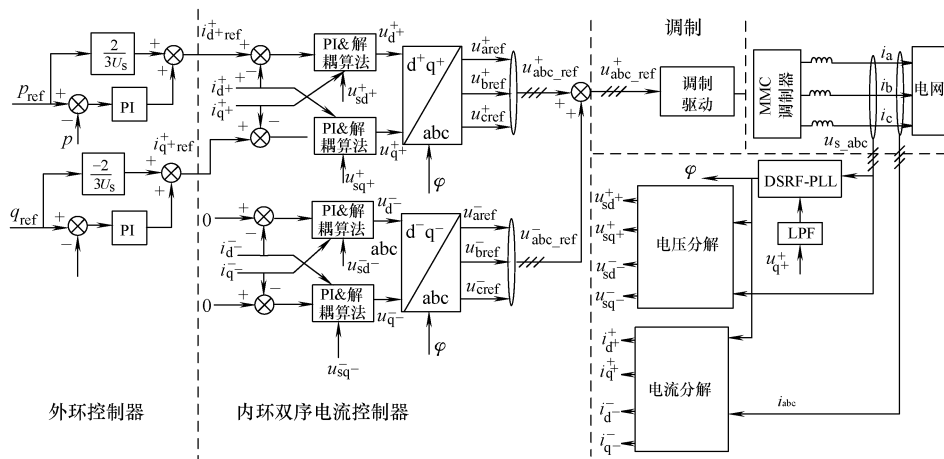 2
3Uₛ
p_ref
PI
p
i⁺_d+ref
−2
3Uₛ
q_ref
PI
i⁺_q+ref
外环控制器
PI&解
耦算法
u⁺_d+
i⁺_d+
i⁺_q+
u⁺_sd+
PI&解
耦算法
u⁺_q+
u⁺_sq+
d⁺q⁺
abc
φ
u⁺_aref
u⁺_bref
u⁺_cref
u⁺_abc_ref
0
PI&解
耦算法
u⁻_d−
abc
i⁻_d−
i⁻_q−
u⁻_sd−
0
PI&解
耦算法
u⁻_q−
u⁻_sq−
d⁻q⁻
abc
φ
u⁻_aref
u⁻_bref
u⁻_cref
u⁻_abc_ref
内环双序电流控制器
调制
u⁺_abc_ref
调制
驱动
MMC
调制器
i_a
i_b
i_c
电网
u_s_abc
φ
DSRF-PLL
LPF
u⁺_q+
u⁺_sd+
u⁺_sq+
u⁻_sd−
u⁻_sq−
电压分解
i⁺_d+
i⁺_q+
i⁻_d−
i⁻_q−
电流分解
i_abc